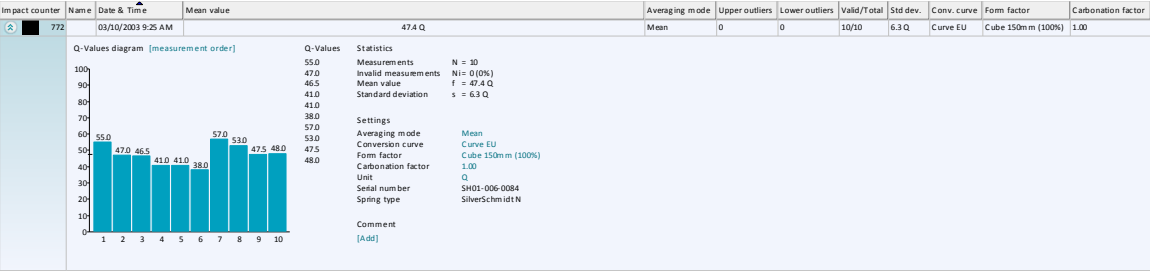 Impact counter Name Date & Time Mean value Averaging mode Upper outliers Lower outliers Valid/Total Std dev. Conv. curve Form factor Carbonation factor
772 03/10/2003 9:25 AM 47.4 Q Mean 0 0 10/10 6.3 Q Curve EU Cube 150mm (100%) 1.00
Q-Values diagram [measurement order]
100
90
80
70
60
50
40
30
20
10
0
55.0 47.0 46.5 41.0 41.0 38.0 57.0 53.0 47.5 48.0
1 2 3 4 5 6 7 8 9 10
Q-Values
55.0
47.0
46.5
41.0
41.0
38.0
57.0
53.0
47.5
48.0
Statistics
Measurements N = 10
Invalid measurements Ni= 0 (0%)
Mean value f = 47.4 Q
Standard deviation s = 6.3 Q
Settings
Averaging mode Mean
Conversion curve Curve EU
Form factor Cube 150mm (100%)
Carbonation factor 1.00
Unit Q
Serial number SH01-006-0084
Spring type SilverSchmidt N
Comment
[Add]